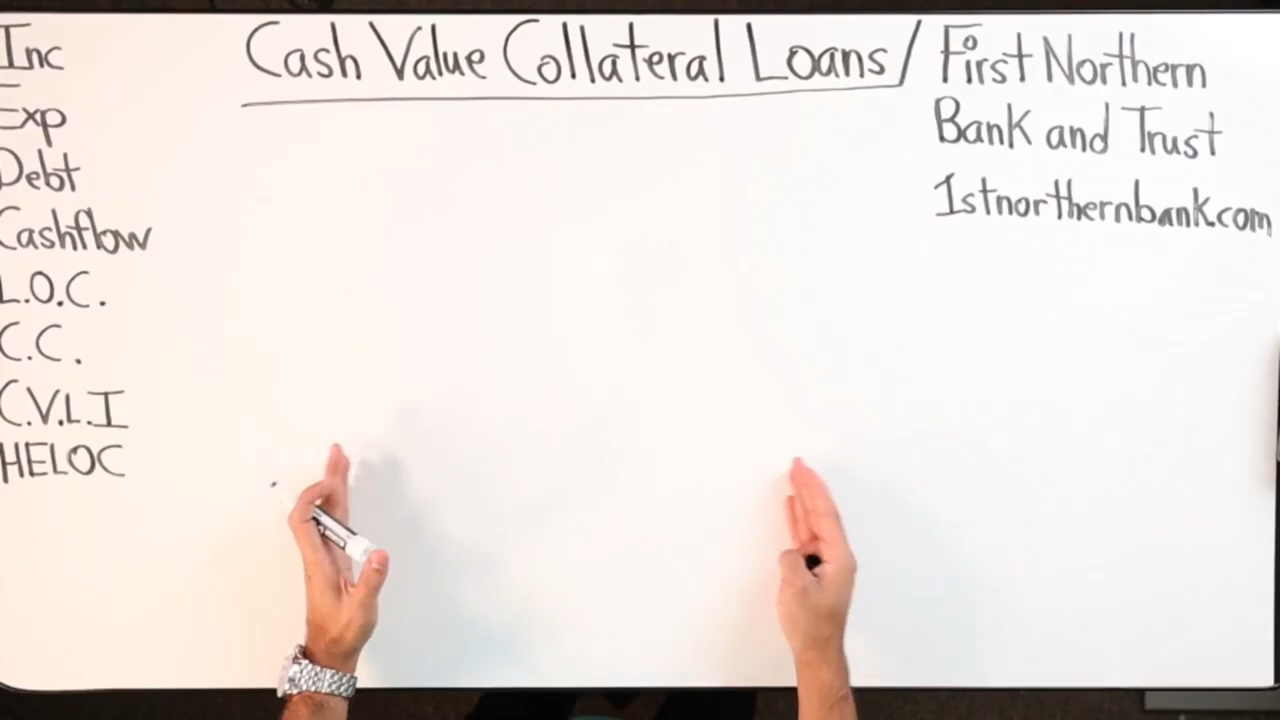 Inc
Exp
Debt
Cashflow
L.O.C.
C.C.
C.V.L.I
HELOC
Cash Value Collateral Loans/
First Northern
Bank and Trust
1stnorthernbank.com